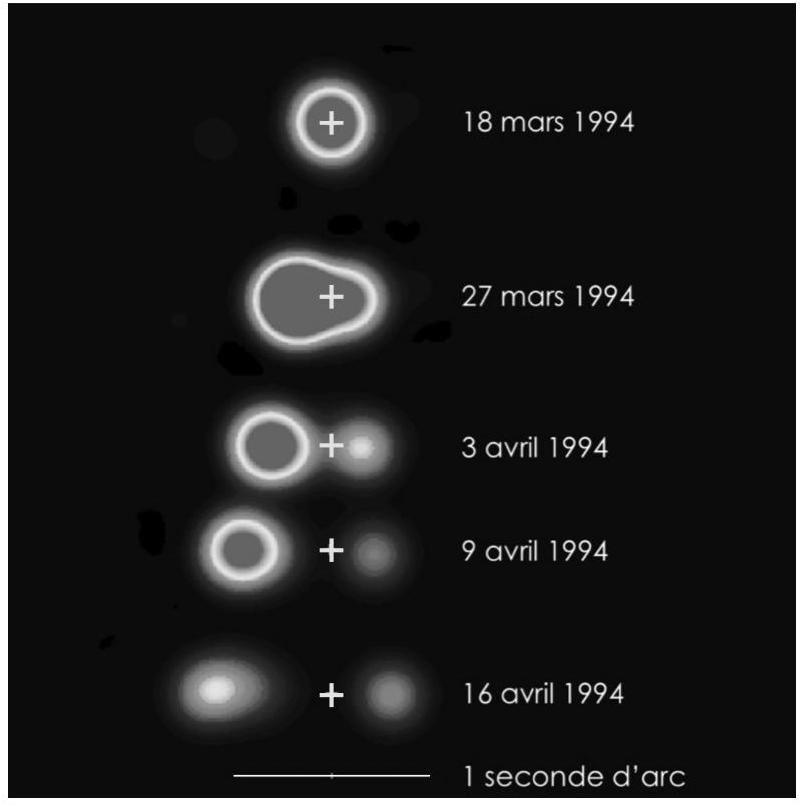 18 mars 1994
27 mars 1994
3 avril 1994
9 avril 1994
16 avril 1994
1 seconde d’arc